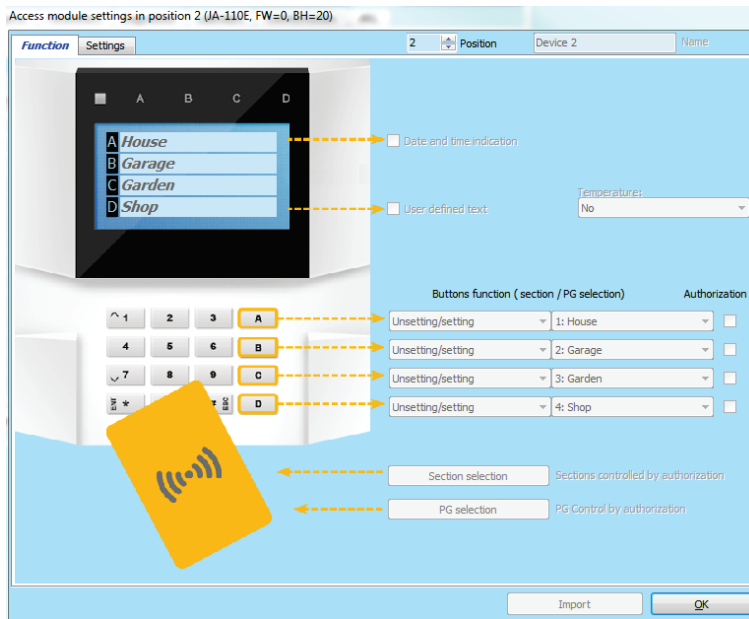 Access module settings in position 2 (JA-110E, FW=0, BH=20)
Function Settings 2 Position Device 2 Name
A B C D
A House
B Garage
C Garden
D Shop
Date and time indication
User defined text
Temperature:
No
Buttons function ( section / PG selection) Authorization
1 2 3 A
Unsetting/setting 1: House
4 5 6 B
Unsetting/setting 2: Garage
7 8 9 C
Unsetting/setting 3: Garden
* ESC D
Unsetting/setting 4: Shop
Section selection Sections controlled by authorization
PG selection PG Control by authorization
Import OK